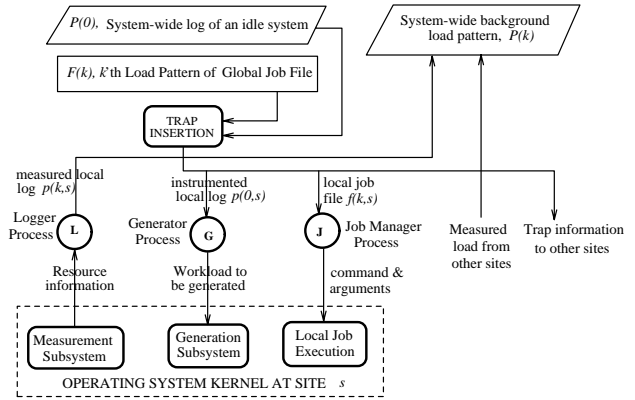 P(0), System-wide log of an idle system
System-wide background
load pattern, P(k)
F(k), k'th Load Pattern of Global Job File
TRAP
INSERTION
measured local
log p(k,s)
instrumented
local log p(0,s)
local job
file f(k,s)
Logger
Process
L
Generator
Process
G
J
Job Manager
Process
Measured
load from
other sites
Trap information
to other sites
Resource
information
Workload to
be generated
command &
arguments
Measurement
Subsystem
Generation
Subsystem
Local Job
Execution
OPERATING SYSTEM KERNEL AT SITE s